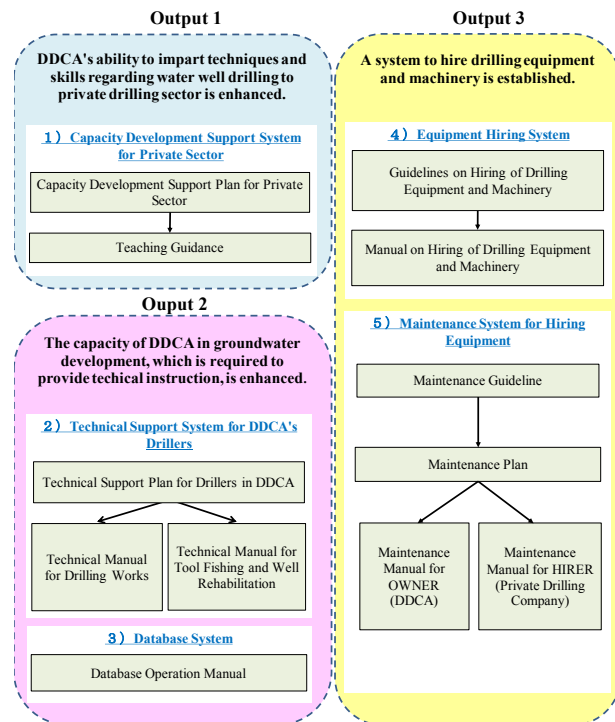 Output 1
DDCA's ability to impart techniques and
skills regarding water well drilling to
private drilling sector is enhanced.
1）Capacity Development Support System
for Private Sector
Capacity Development Support Plan for Private
Sector
Teaching Guidance
Ouput 2
The capacity of DDCA in groundwater
development, which is required to
provide techical instruction, is enhanced.
2）Technical Support System for DDCA's
Drillers
Technical Support Plan for Drillers in DDCA
Technical Manual
for Drilling Works
Technical Manual for
Tool Fishing and Well
Rehabilitation
3）Database System
Database Operation Manual
Output 3
A system to hire drilling equipment
and machinery is established.
4）Equipment Hiring System
Guidelines on Hiring of Drilling
Equipment and Machinery
Manual on Hiring of Drilling Equipment
and Machinery
5）Maintenance System for Hiring
Equipment
Maintenance Guideline
Maintenance Plan
Maintenance
Manual for
OWNER
(DDCA)
Maintenance
Manual for HIRER
(Private Drilling
Company)